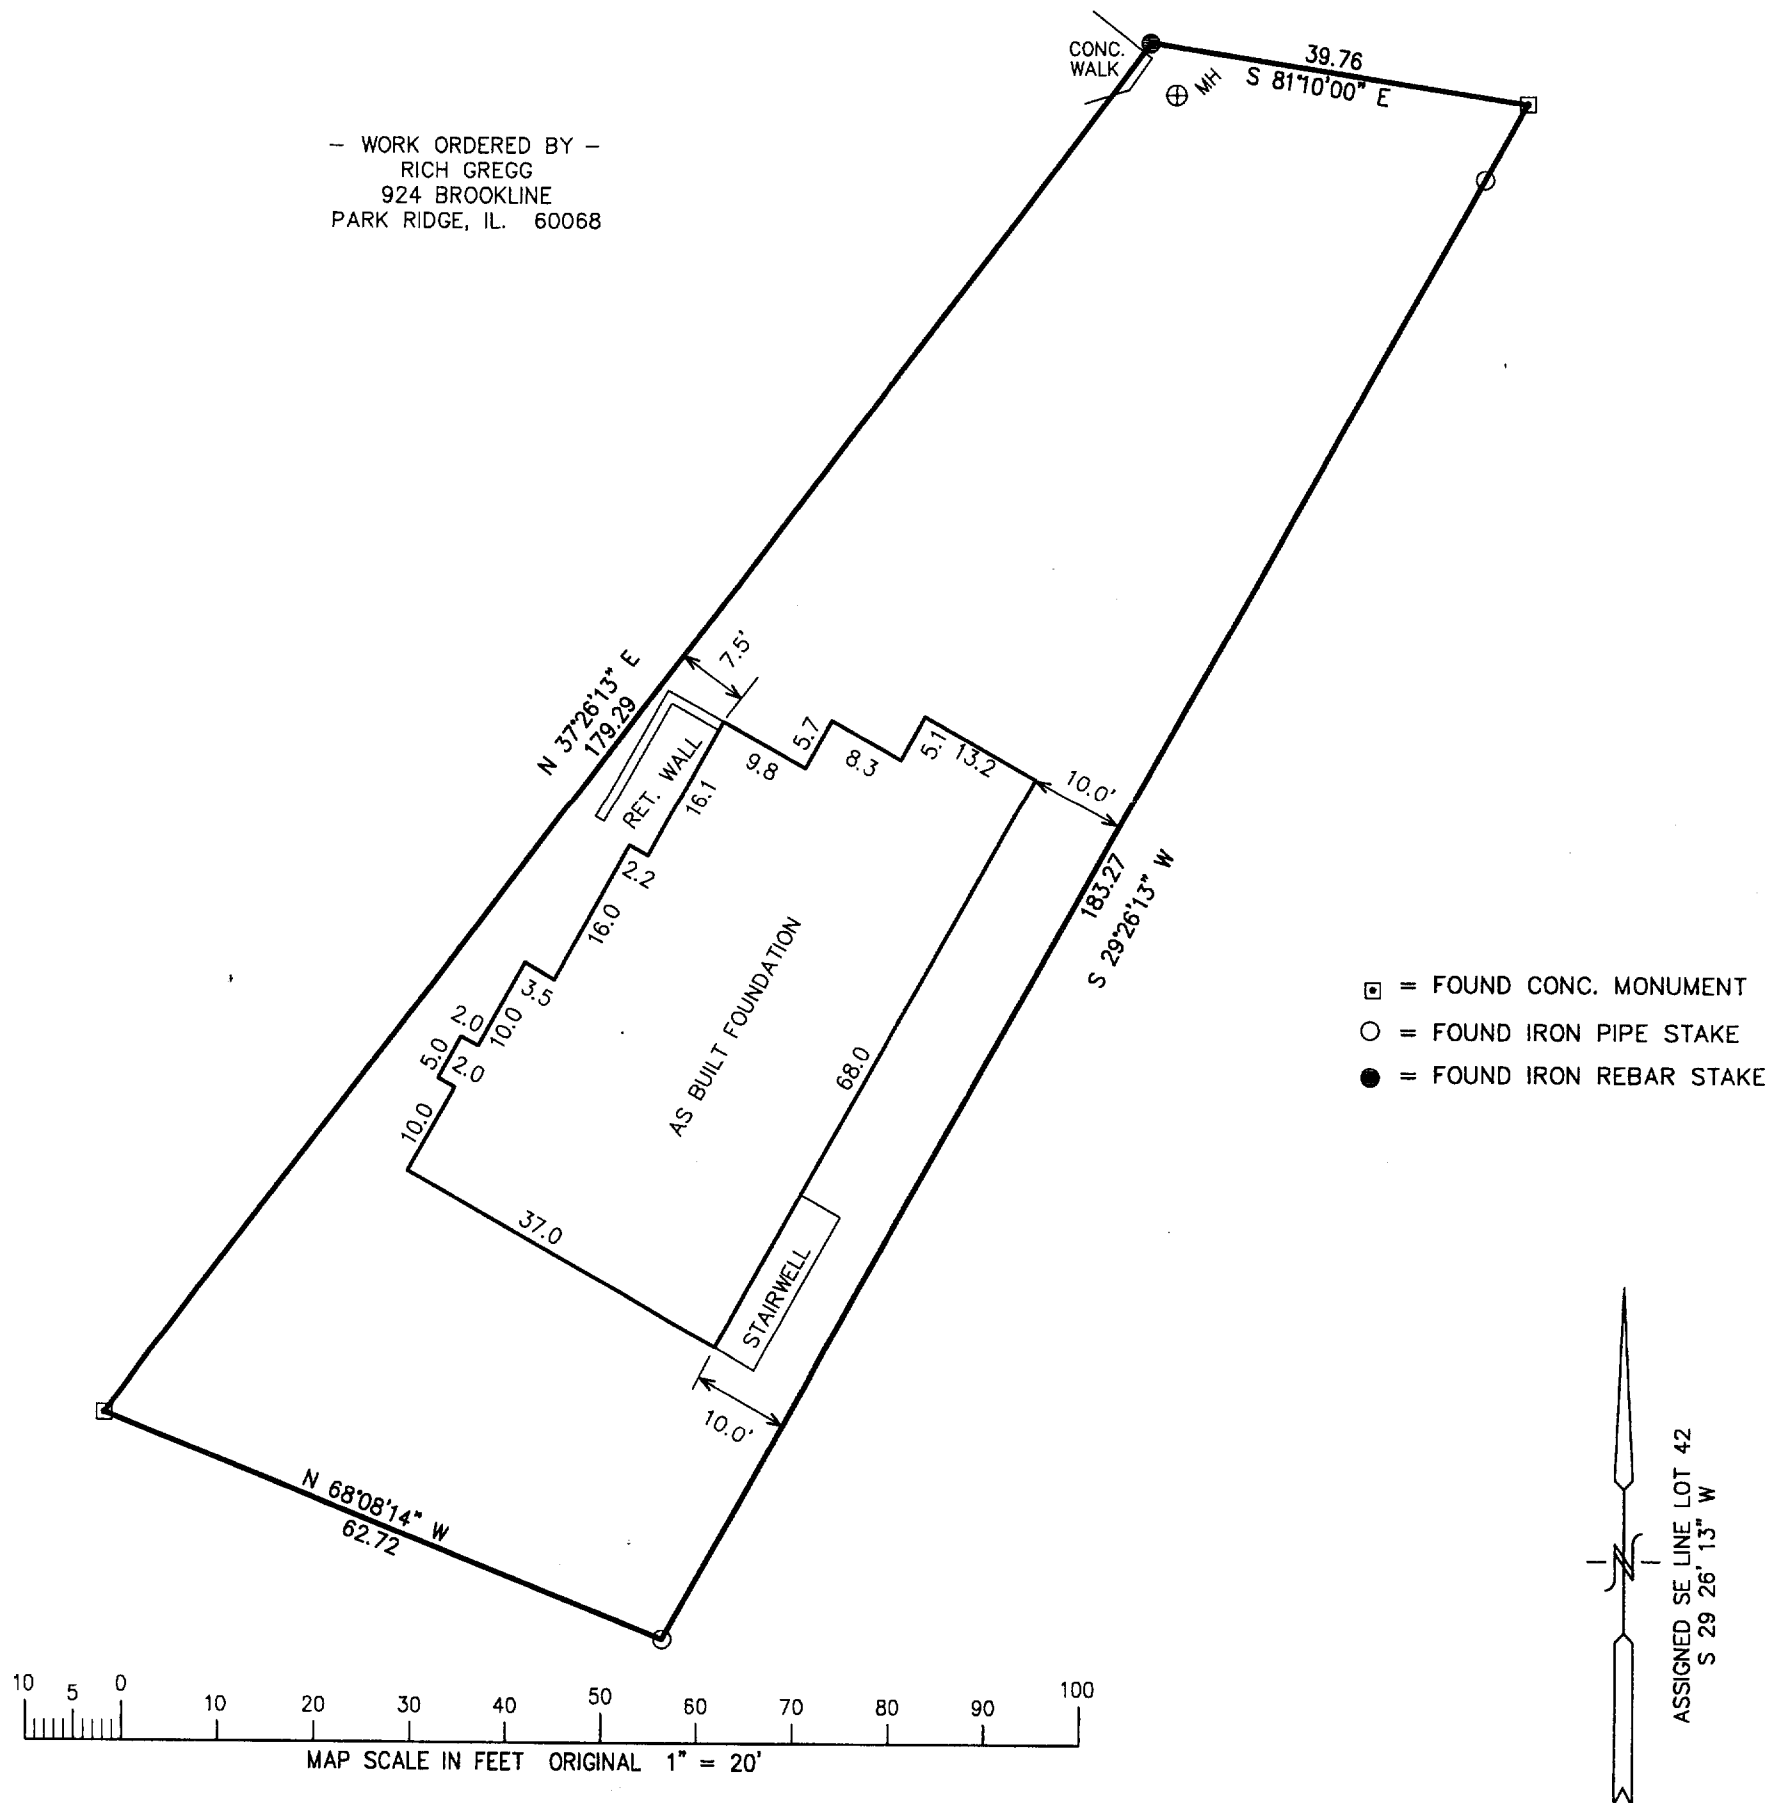 CONC.
WALK
MH
39.76
S 81°10'00" E
– WORK ORDERED BY –
RICH GREGG
924 BROOKLINE
PARK RIDGE, IL. 60068
N 37°26'13" E
179.29
7.5'
RET. WALL
9.8
5.7
8.3
5.1
13.2
10.0'
16.1
2.2
16.0
3.5
10.0
2.0
5.0
2.0
10.0
AS BUILT FOUNDATION
68.0
183.27
S 29°26'13" W
37.0
STAIRWELL
10.0'
N 68°08'14" W
62.72
= FOUND CONC. MONUMENT
= FOUND IRON PIPE STAKE
= FOUND IRON REBAR STAKE
N
ASSIGNED SE LINE LOT 42
S 29 26' 13" W
10 5 0 10 20 30 40 50 60 70 80 90 100
MAP SCALE IN FEET ORIGINAL 1" = 20'